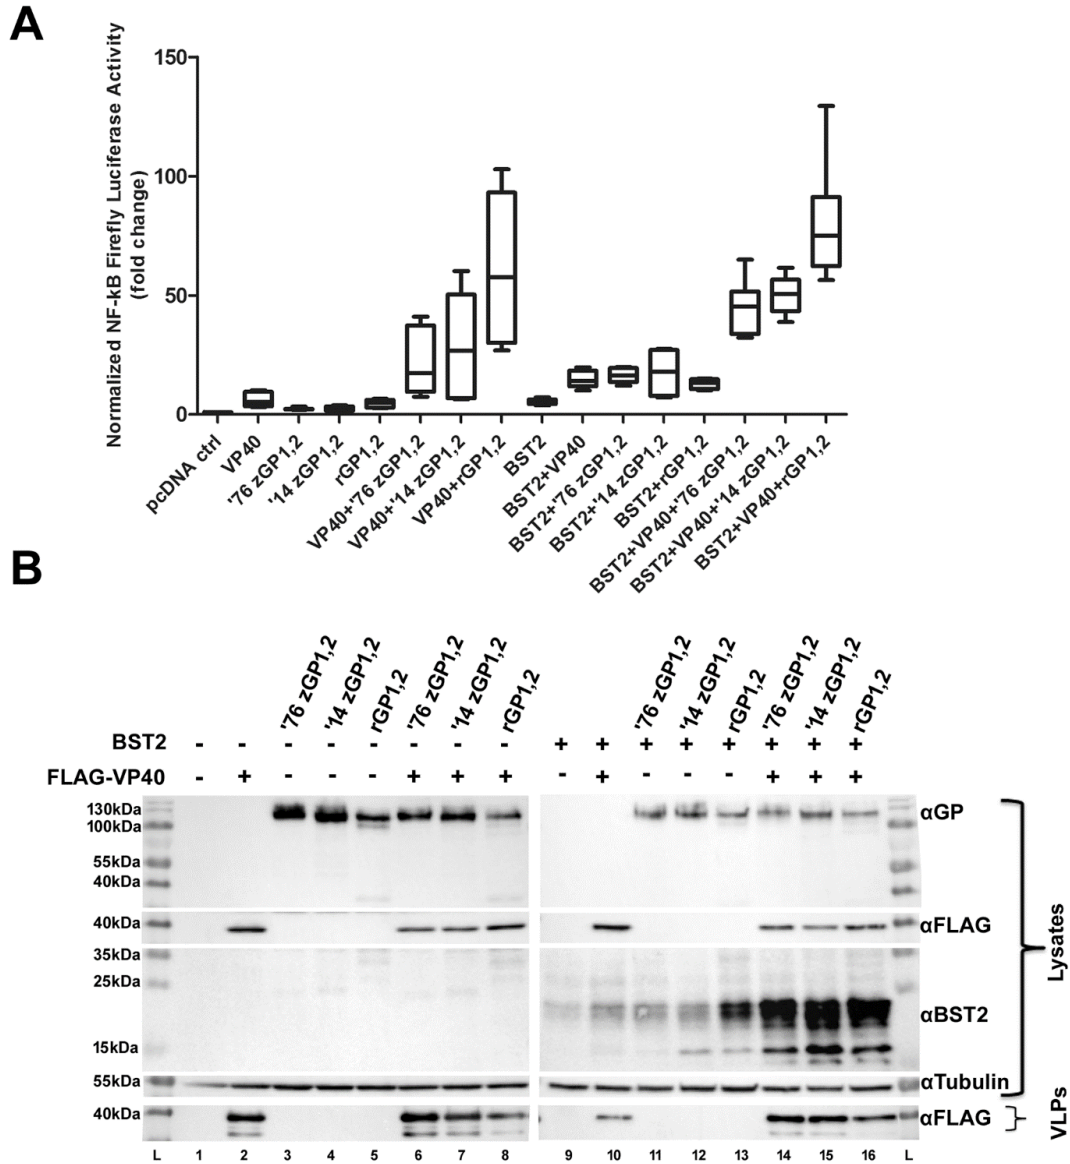 A
Normalized NF-kB Firefly Luciferase Activity
(fold change)
150
100
50
0
pcDNA ctrl
VP40
'76 zGP1,2
'14 zGP1,2
rGP1,2
VP40+'76 zGP1,2
VP40+'14 zGP1,2
VP40+rGP1,2
BST2
BST2+VP40
BST2+'76 zGP1,2
BST2+'14 zGP1,2
BST2+rGP1,2
BST2+VP40+'76 zGP1,2
BST2+VP40+'14 zGP1,2
BST2+VP40+rGP1,2
B
'76 zGP1,2 '14 zGP1,2 rGP1,2 '76 zGP1,2 '14 zGP1,2 rGP1,2 '76 zGP1,2 '14 zGP1,2 rGP1,2 '76 zGP1,2 '14 zGP1,2 rGP1,2
BST2 - - - - - - - - + + + + + + + +
FLAG-VP40 - + - - - + + + - + - - - + + +
130kDa αGP
100kDa
55kDa
40kDa
40kDa αFLAG
35kDa
25kDa
αBST2
15kDa
55kDa αTubulin
Lysates
40kDa αFLAG
VLPs
L 1 2 3 4 5 6 7 8 9 10 11 12 13 14 15 16 L